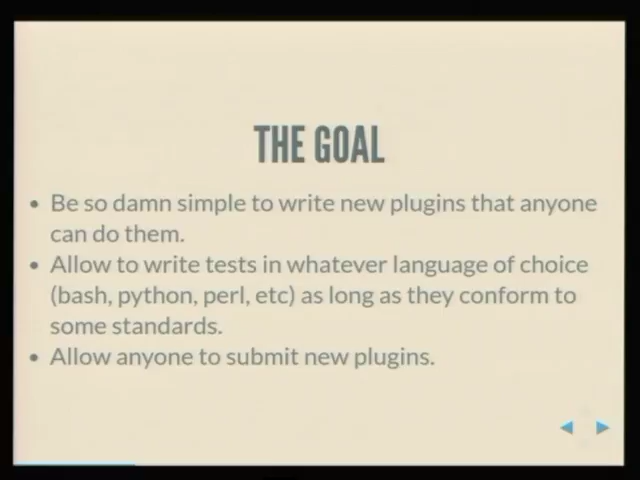 THE GOAL
• Be so damn simple to write new plugins that anyone
can do them.
• Allow to write tests in whatever language of choice
(bash, python, perl, etc) as long as they conform to
some standards.
• Allow anyone to submit new plugins.